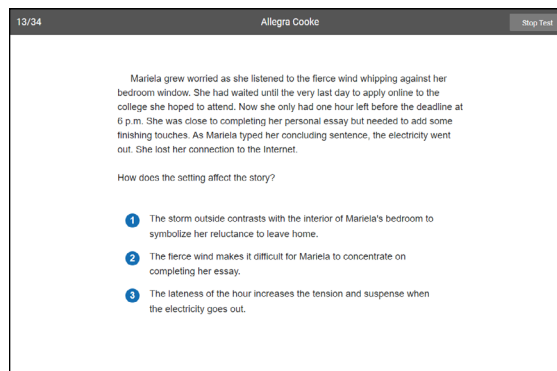 13/34 Allegra Cooke Stop Test
Mariela grew worried as she listened to the fierce wind whipping against her
bedroom window. She had waited until the very last day to apply online to the
college she hoped to attend. Now she only had one hour left before the deadline at
6 p.m. She was close to completing her personal essay but needed to add some
finishing touches. As Mariela typed her concluding sentence, the electricity went
out. She lost her connection to the Internet.
How does the setting affect the story?
1 The storm outside contrasts with the interior of Mariela's bedroom to
symbolize her reluctance to leave home.
2 The fierce wind makes it difficult for Mariela to concentrate on
completing her essay.
3 The lateness of the hour increases the tension and suspense when
the electricity goes out.